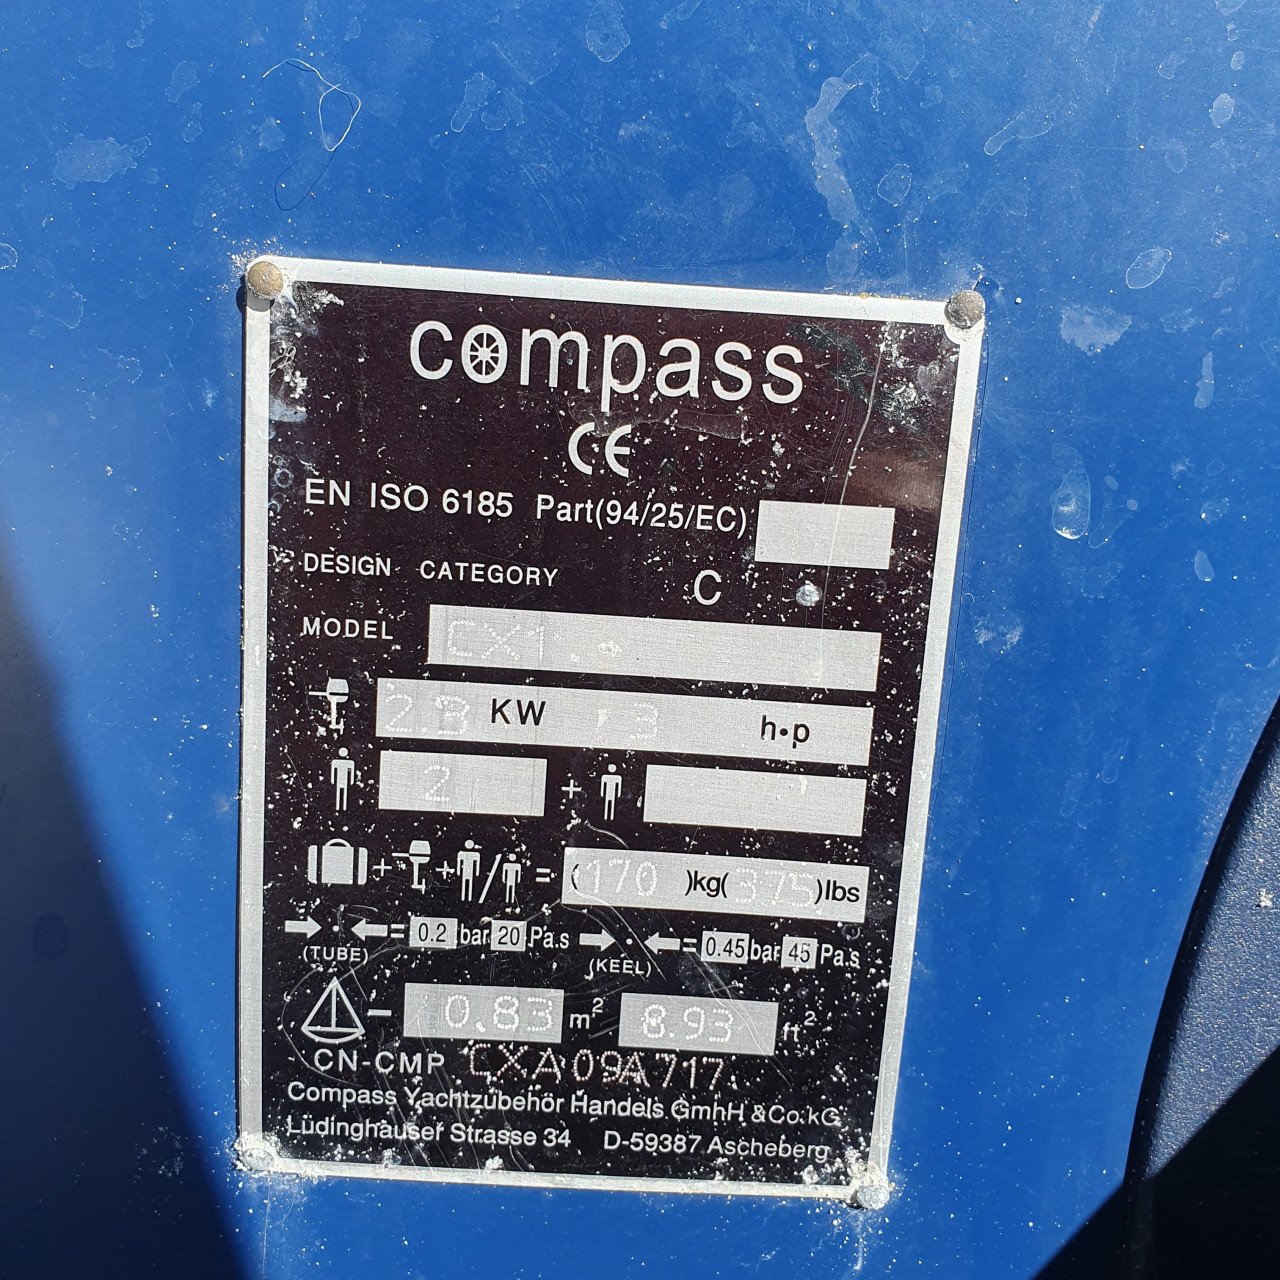 compass
CE
EN ISO 6185 Part(94/25/EC)
DESIGN CATEGORY C
MODEL CX1
2.3 KW 3 h•p
2 +
+ + / = (170 )kg(375)lbs
= 0.2 bar 20 Pa.s = 0.45 bar 45 Pa.s
(TUBE) (KEEL)
– 0.83 m² 8.93 ft²
CN-CMP CXA09A717
Compass Yachtzubehör Handels GmhH &Co.kG
Lüdinghauser Strasse 34 D-59387 Ascheberg